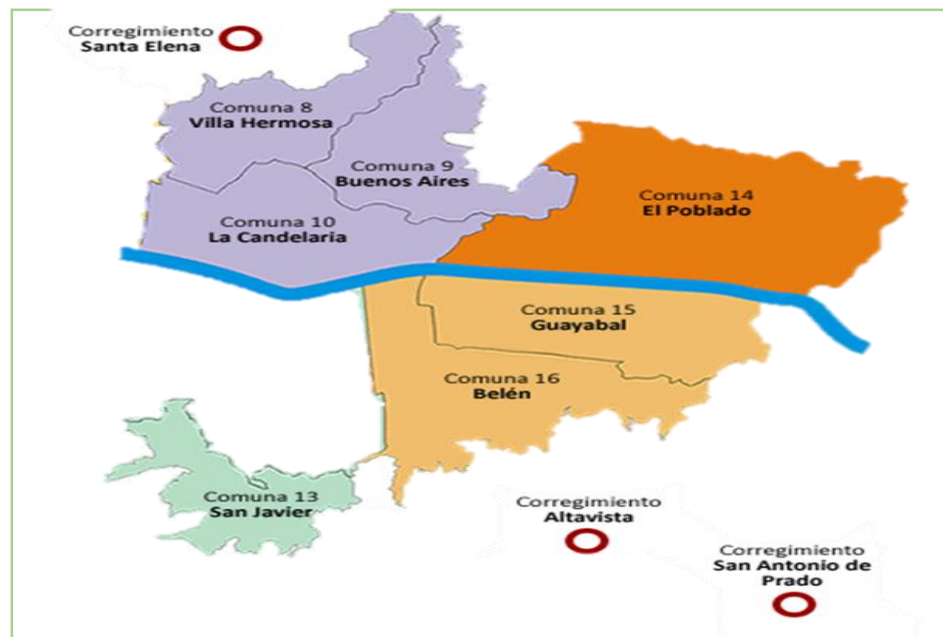 Corregimiento
Santa Elena
Comuna 8
Villa Hermosa
Comuna 9
Buenos Aires
Comuna 14
El Poblado
Comuna 10
La Candelaria
Comuna 15
Guayabal
Comuna 16
Belén
Comuna 13
San Javier
Corregimiento
Altavista
Corregimiento
San Antonio de
Prado